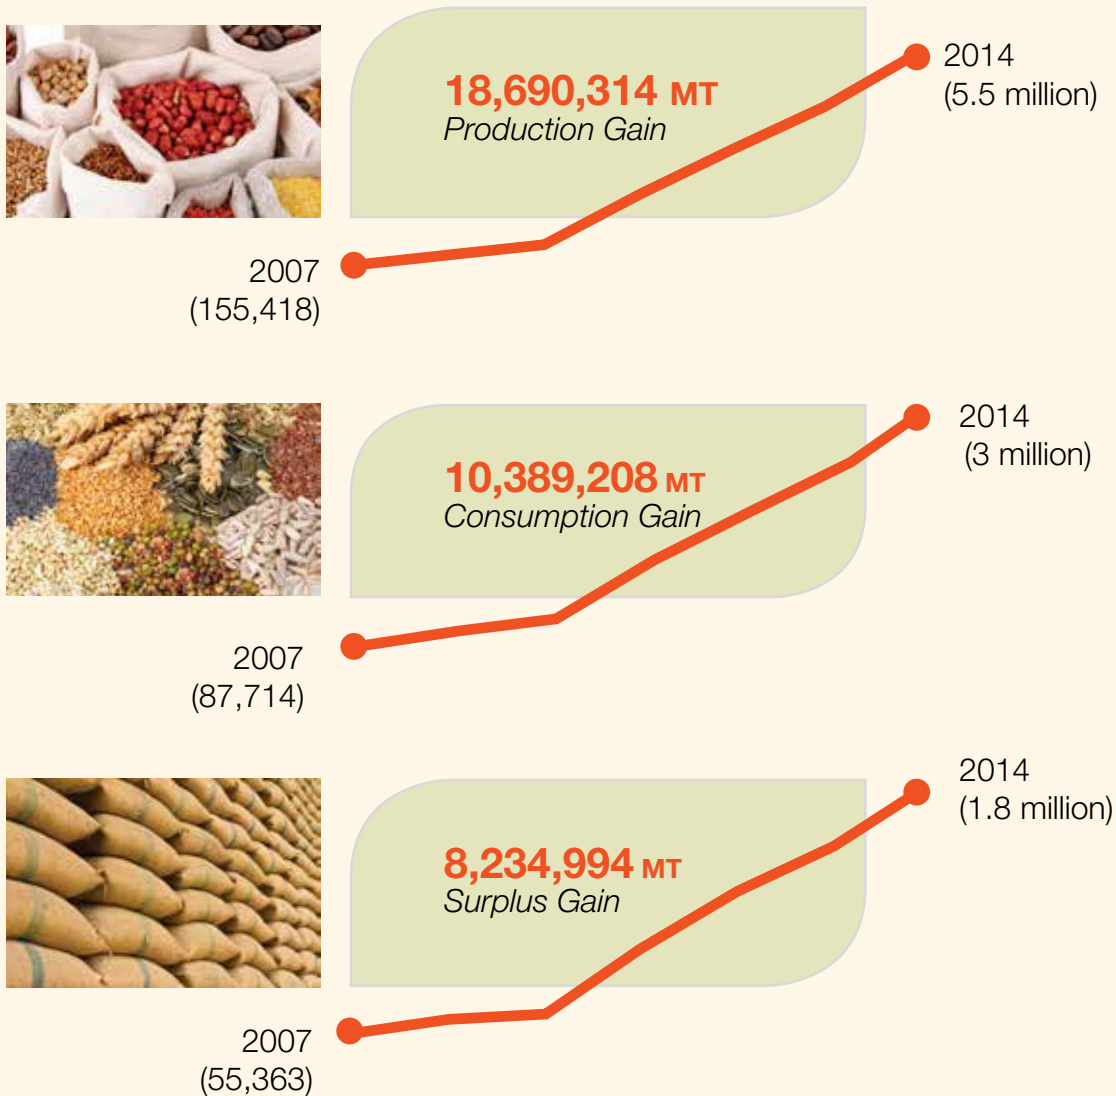 18,690,314 MT
Production Gain
2014
(5.5 million)
2007
(155,418)
10,389,208 MT
Consumption Gain
2014
(3 million)
2007
(87,714)
8,234,994 MT
Surplus Gain
2014
(1.8 million)
2007
(55,363)